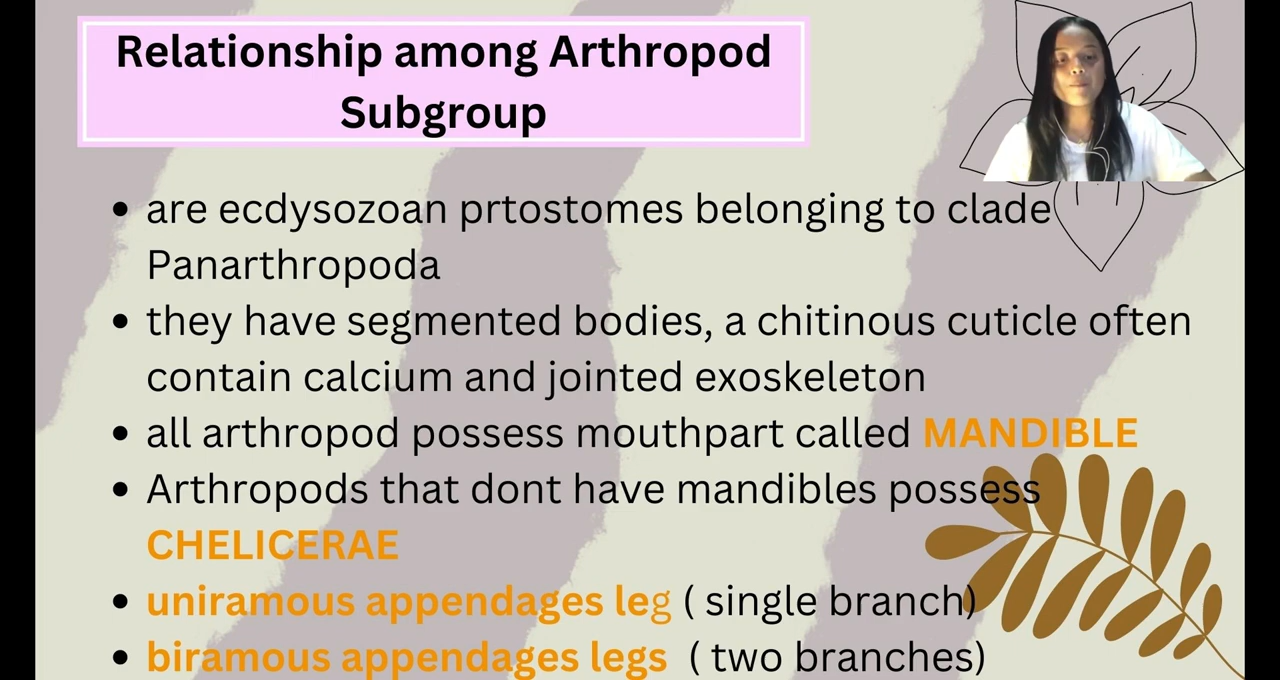 Relationship among Arthropod
Subgroup
• are ecdysozoan prtostomes belonging to clade
Panarthropoda
• they have segmented bodies, a chitinous cuticle often
contain calcium and jointed exoskeleton
• all arthropod possess mouthpart called MANDIBLE
• Arthropods that dont have mandibles possess
CHELICERAE
• uniramous appendages leg ( single branch)
• biramous appendages legs ( two branches)